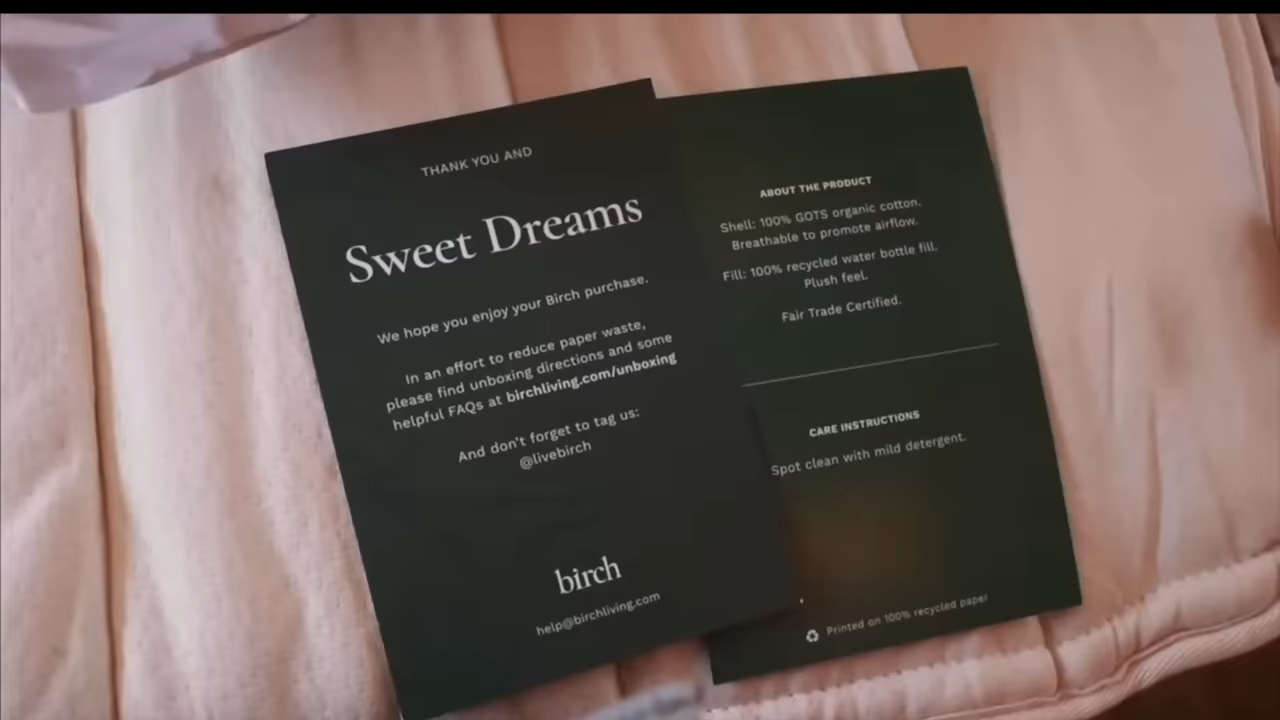 THANK YOU AND
Sweet Dreams
We hope you enjoy your Birch purchase.
In an effort to reduce paper waste,
please find unboxing directions and some
helpful FAQs at birchliving.com/unboxing
And don't forget to tag us:
@livebirch
birch
help@birchliving.com
ABOUT THE PRODUCT
Shell: 100% GOTS organic cotton.
Breathable to promote airflow.
Fill: 100% recycled water bottle fill.
Plush feel.
Fair Trade Certified.
CARE INSTRUCTIONS
Spot clean with mild detergent.
Printed on 100% recycled paper